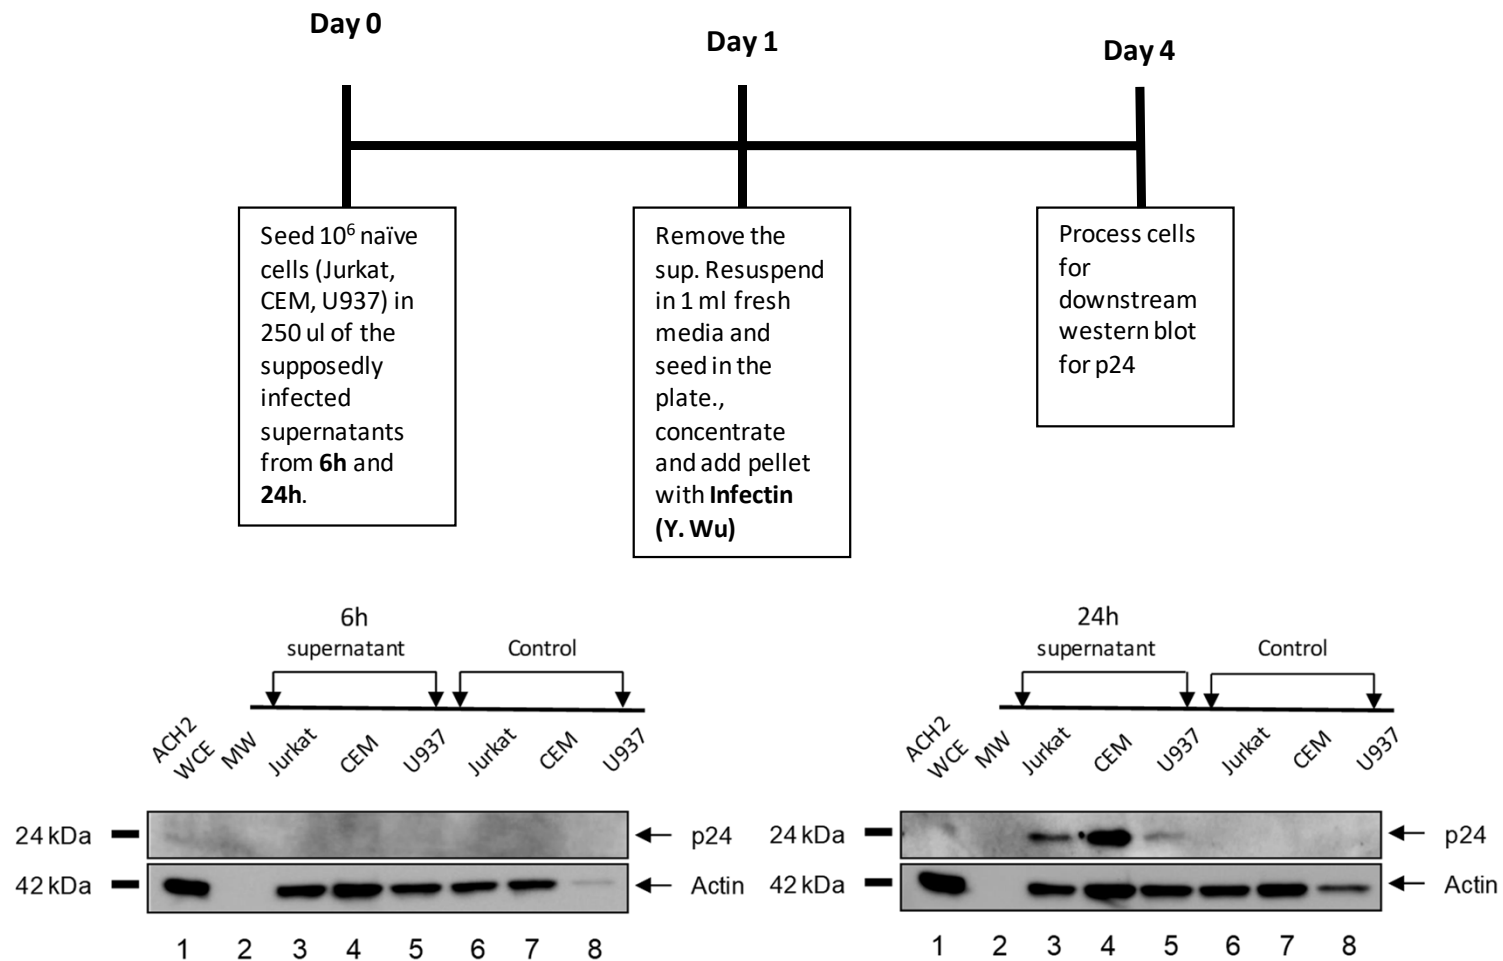 Day 0
Day 1
Day 4
Seed 10⁶ naïve
cells (Jurkat,
CEM, U937) in
250 ul of the
supposedly
infected
supernatants
from 6h and
24h.
Remove the
sup. Resuspend
in 1 ml fresh
media and
seed in the
plate.,
concentrate
and add pellet
with Infectin
(Y. Wu)
Process cells
for
downstream
western blot
for p24
6h
supernatant
Control
ACH2
WCE
MW
Jurkat
CEM
U937
Jurkat
CEM
U937
24 kDa
p24
42 kDa
Actin
1 2 3 4 5 6 7 8
24h
supernatant
Control
ACH2
WCE
MW
Jurkat
CEM
U937
Jurkat
CEM
U937
24 kDa
p24
42 kDa
Actin
1 2 3 4 5 6 7 8